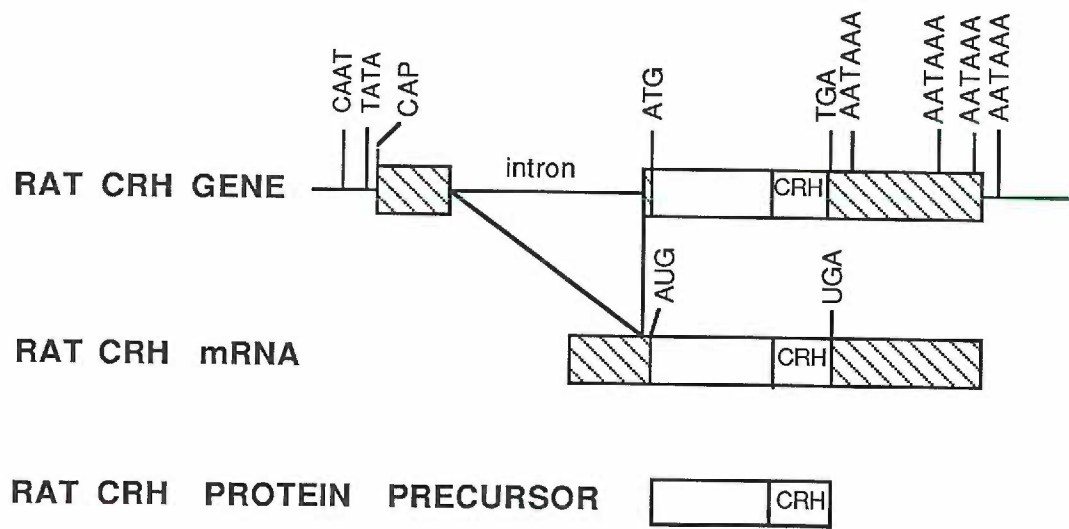 CAAT
TATA
CAP
ATG
TGA
AATAAA
AATAAA
AATAAA
AATAAA
RAT CRH GENE
intron
CRH
AUG
UGA
RAT CRH mRNA
CRH
RAT CRH PROTEIN PRECURSOR
CRH